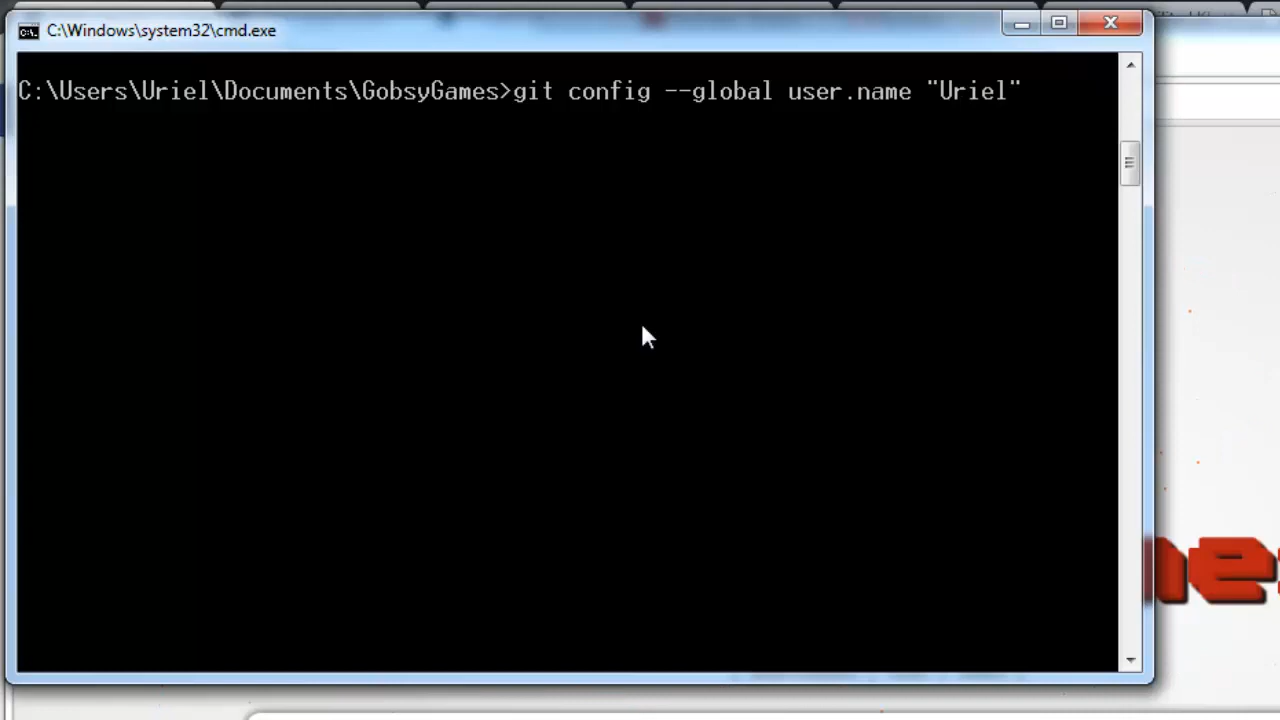 C:\Windows\system32\cmd.exe
C:\Users\Uriel\Documents\GobsyGames>git config --global user.name "Uriel"